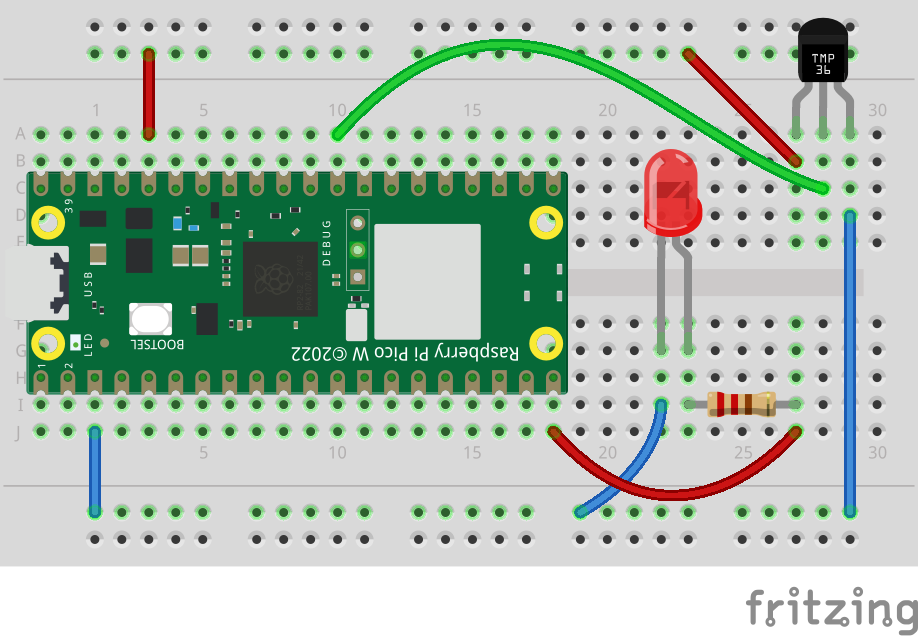 TMP
36
1 5 10 15 20 25 30
A
B
C
D
E
39
DEBUG
USB
BOOTSEL
LED
Raspberry Pi Pico W ©2022
1
2
F
G
H
I
J
5 10 15 20 25 30
fritzing